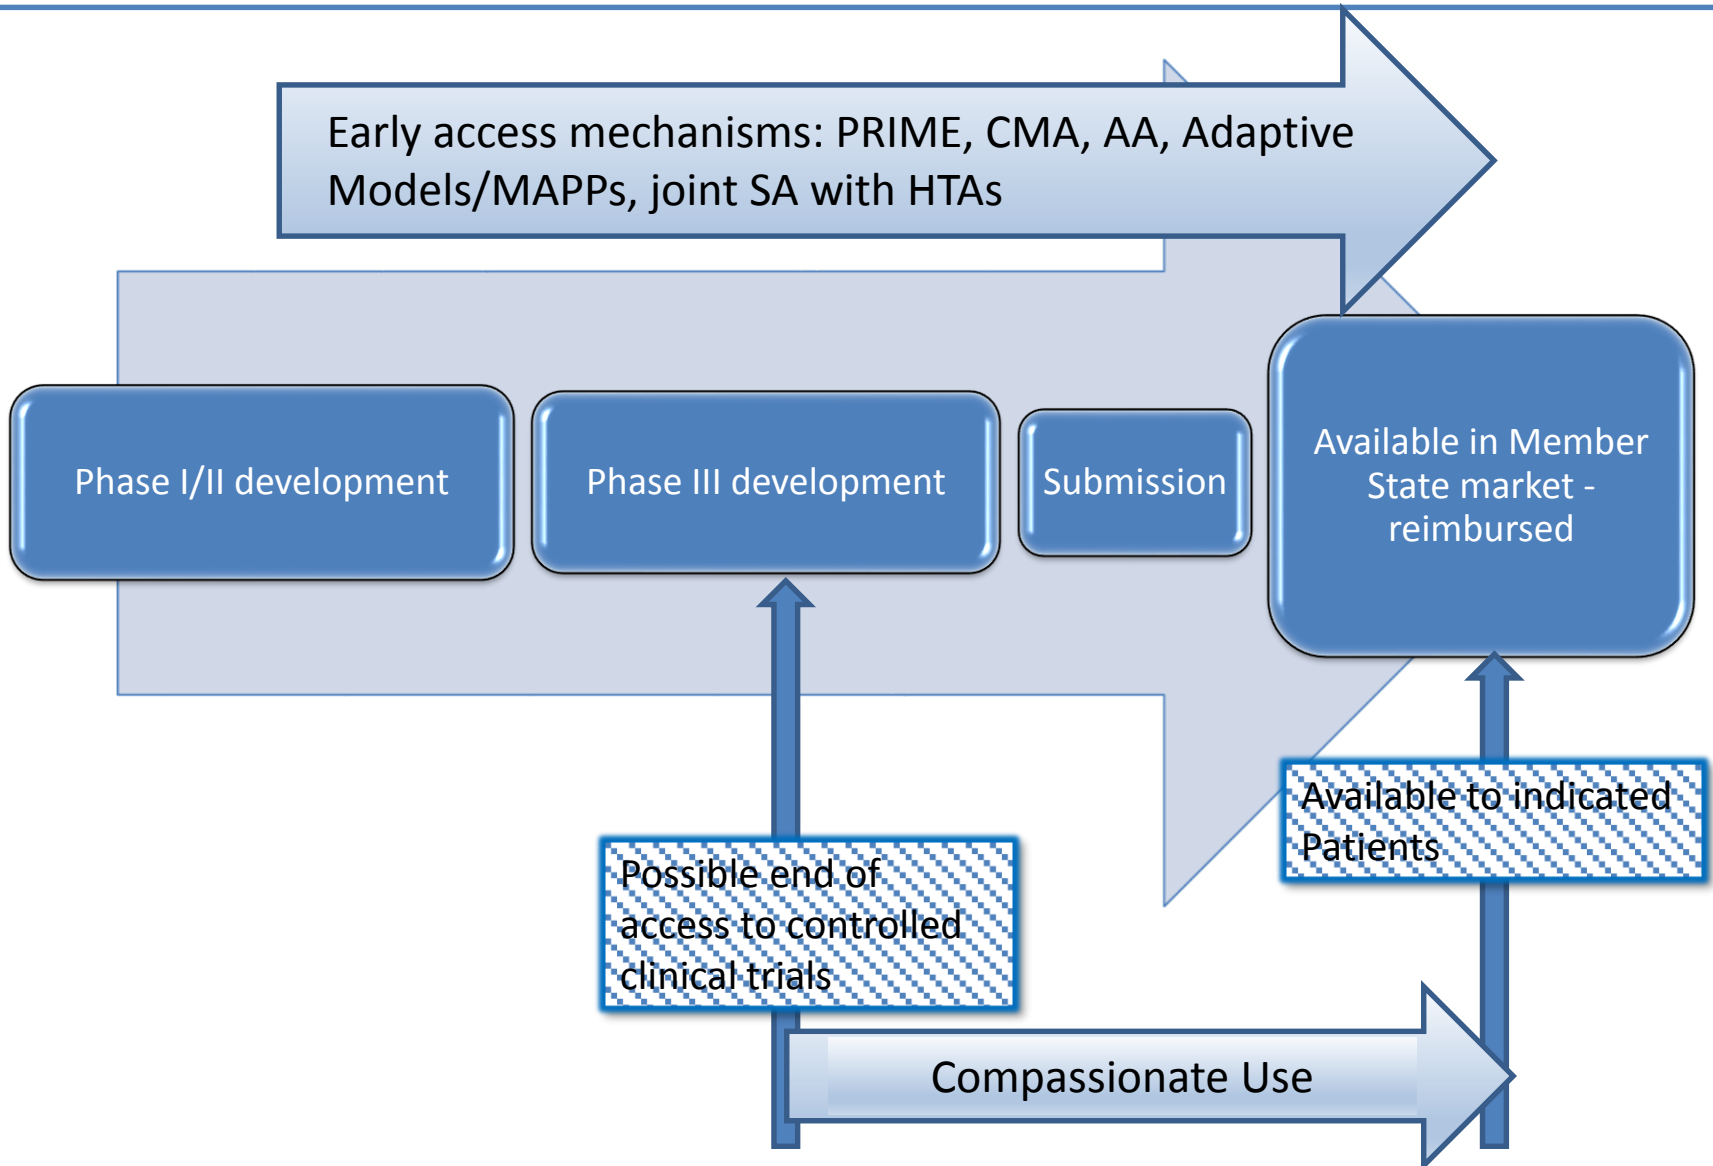 Early access mechanisms: PRIME, CMA, AA, Adaptive
Models/MAPPs, joint SA with HTAs
Phase I/II development
Phase III development
Submission
Available in Member
State market -
reimbursed
Available to indicated
Patients
Possible end of
access to controlled
clinical trials
Compassionate Use